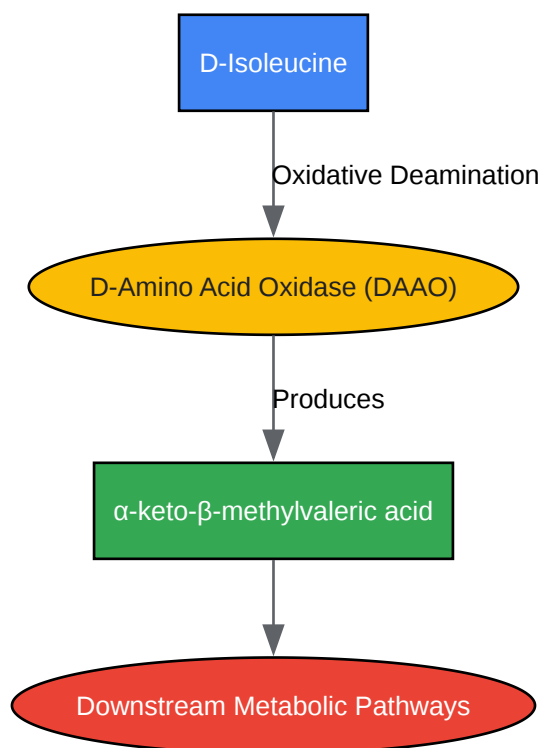 D-Isoleucine
Oxidative Deamination
D-Amino Acid Oxidase (DAAO)
Produces
α-keto-β-methylvaleric acid
Downstream Metabolic Pathways